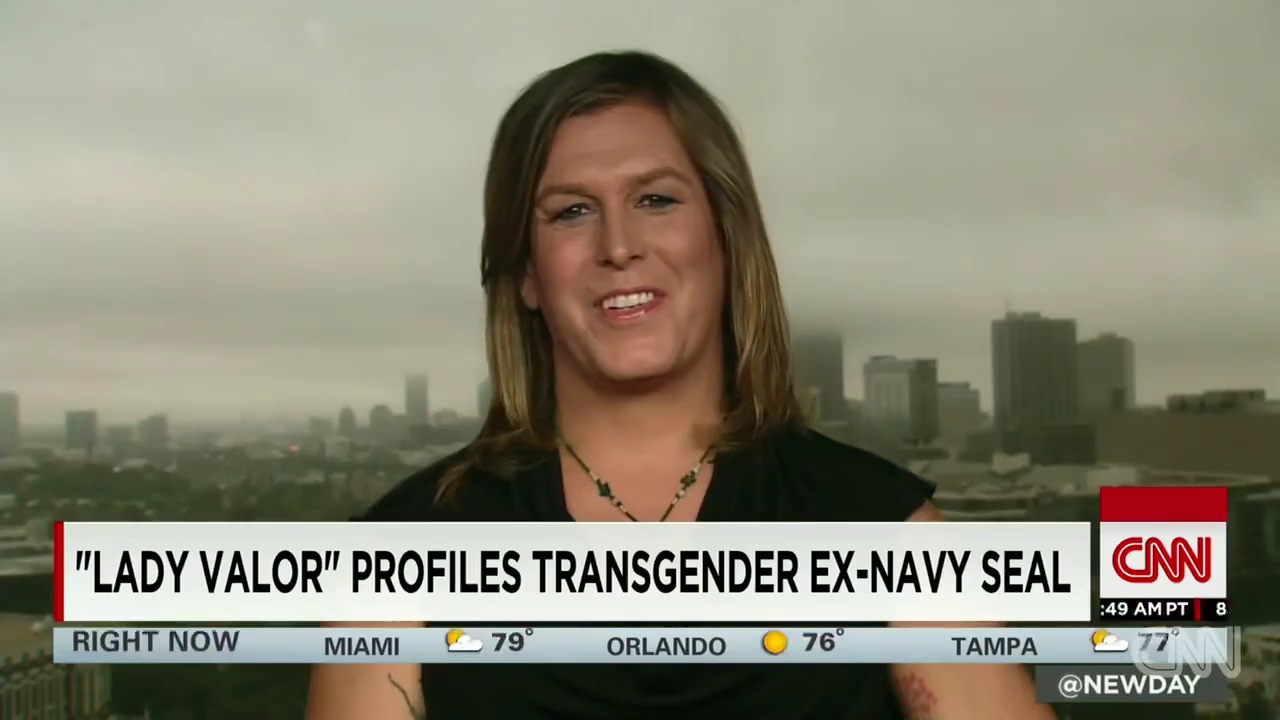 "LADY VALOR" PROFILES TRANSGENDER EX-NAVY SEAL
CNN
:49 AM PT 8
RIGHT NOW MIAMI 79° ORLANDO 76° TAMPA 77°
CNN
@NEWDAY